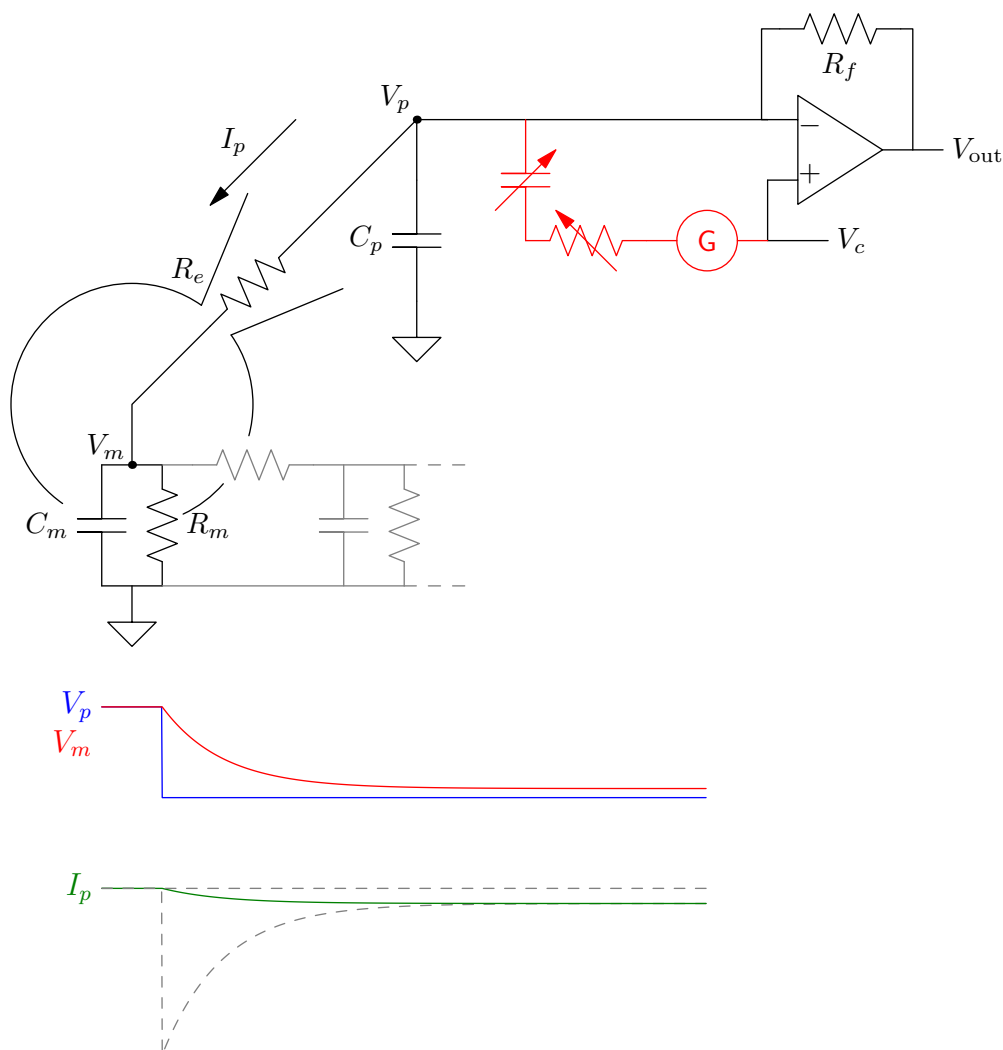 R_f
V_p
I_p
−
V_out
+
C_p
G
V_c
R_e
V_m
C_m
R_m
V_p
V_m
I_p